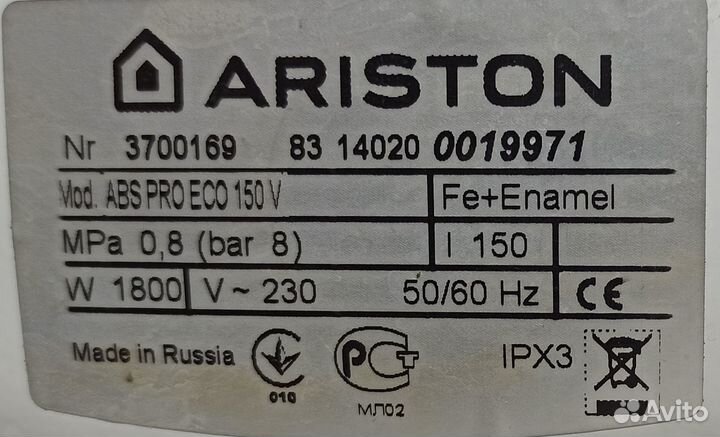 ARISTON
Nr 3700169 83 14020 0019971
Mod. ABS PRO ECO 150 V Fe+Enamel
MPa 0,8 (bar 8) l 150
W 1800 V ~ 230 50/60 Hz CE
Made in Russia 010 РСТ МЛ02 IPX3
Avito